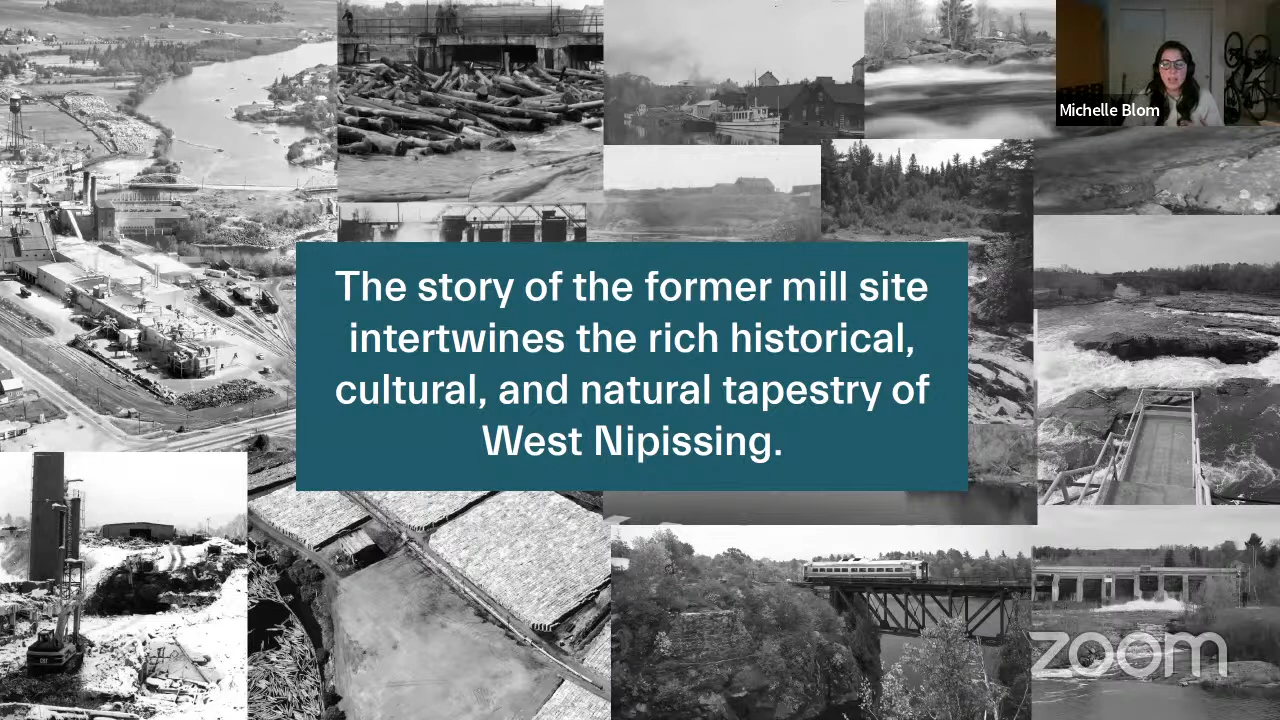 Michelle Blom
The story of the former mill site
intertwines the rich historical,
cultural, and natural tapestry of
West Nipissing.
zoom